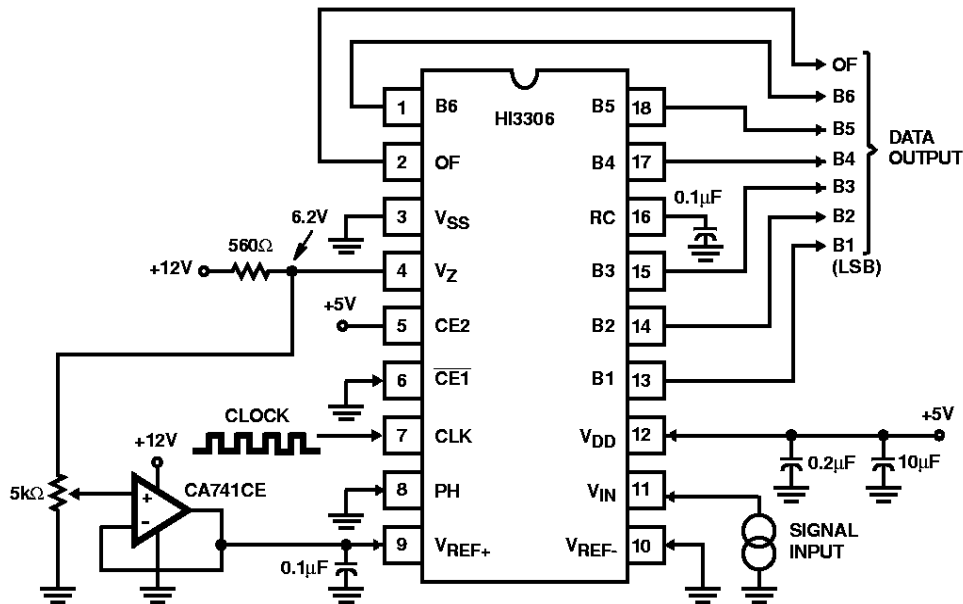 OF
B6
B5
B4
B3
B2
B1
(LSB)
DATA
OUTPUT
HI3306
1 B6
2 OF
3 VSS
4 VZ
5 CE2
6 CE1
7 CLK
8 PH
9 VREF+
B5 18
B4 17
RC 16
B3 15
B2 14
B1 13
VDD 12
VIN 11
VREF- 10
0.1µF
6.2V
560Ω
+12V
+5V
CLOCK
+12V
5kΩ
CA741CE
+
-
0.1µF
+5V
0.2µF
10µF
SIGNAL
INPUT